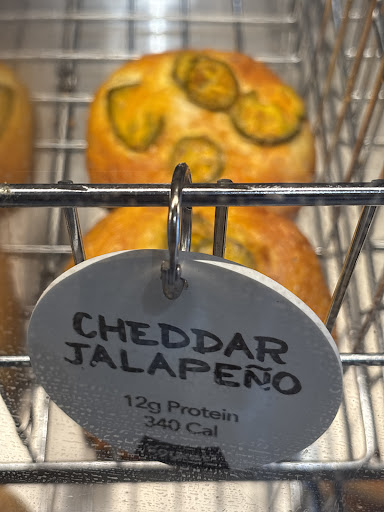 CHEDDAR
JALAPEÑO
12g Protein
340 Cal